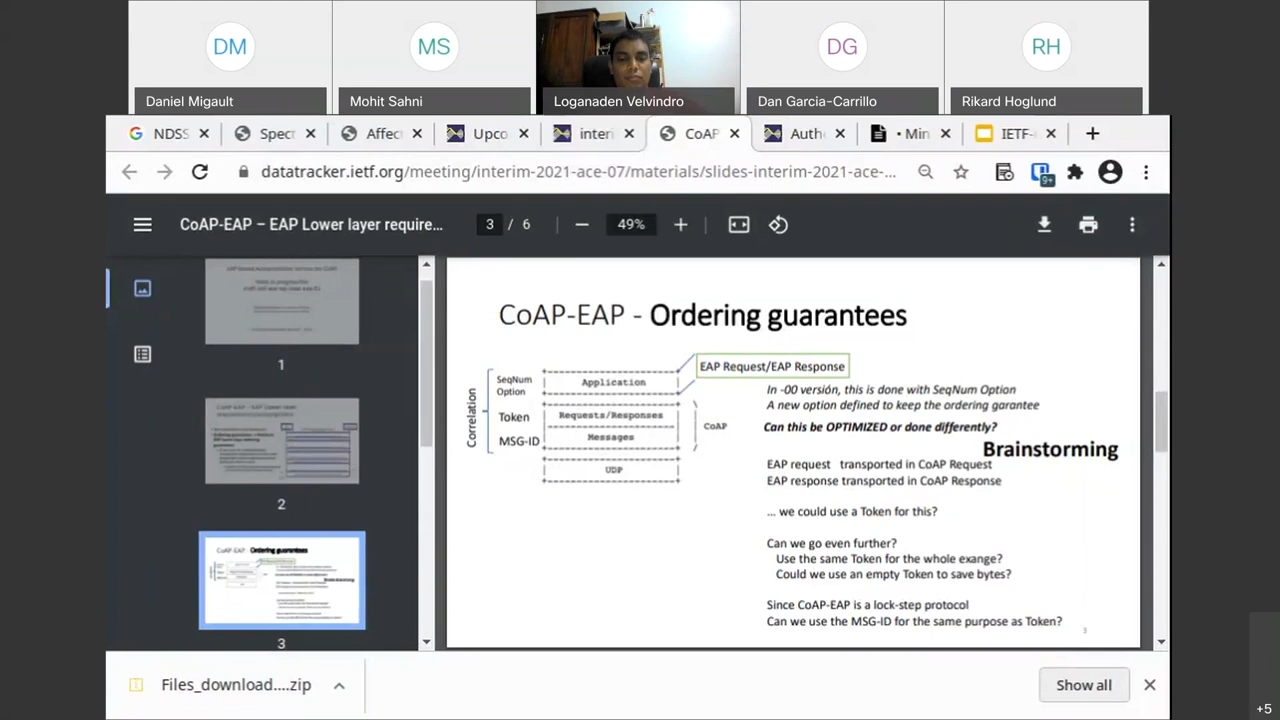 DM
MS
DG
RH
Daniel Migault
Mohit Sahni
Loganaden Velvindro
Dan Garcia-Carrillo
Rikard Hoglund
NDSS
Spect
Affec
Upco
interi
CoAP
Auth
• Min
IETF-
datatracker.ietf.org/meeting/interim-2021-ace-07/materials/slides-interim-2021-ace-...
9+
CoAP-EAP – EAP Lower layer require...
3 / 6
49%
1
2
3
CoAP-EAP - Ordering guarantees
Correlation
SeqNum
Option
Token
MSG-ID
Application
Requests/Responses
Messages
UDP
CoAP
EAP Request/EAP Response
In -00 versión, this is done with SeqNum Option
A new option defined to keep the ordering garantee
Can this be OPTIMIZED or done differently?
Brainstorming
EAP request transported in CoAP Request
EAP response transported in CoAP Response
... we could use a Token for this?
Can we go even further?
Use the same Token for the whole exange?
Could we use an empty Token to save bytes?
Since CoAP-EAP is a lock-step protocol
Can we use the MSG-ID for the same purpose as Token?
3
CoAP-EAP - Ordering guarantees
Files_download....zip
Show all
+5